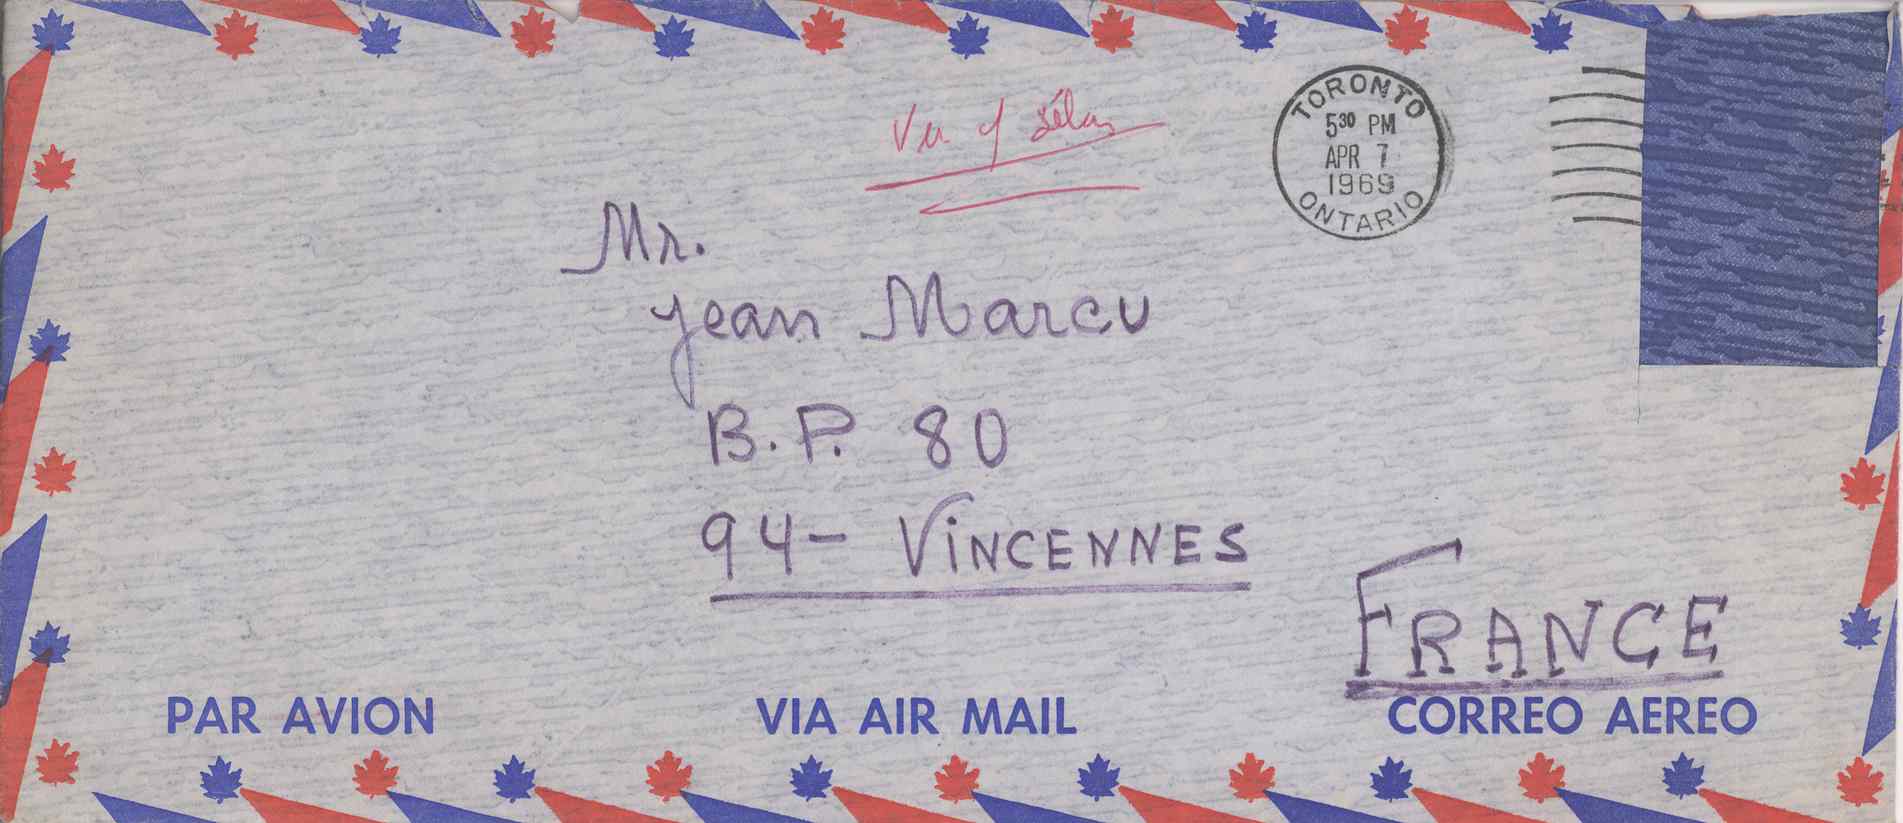 Vu y
TORONTO
5³⁰ PM
APR 7
1969
ONTARIO
Mr.
Jean Marcu
B.P. 80
94- VINCENNES
FRANCE
PAR AVION
VIA AIR MAIL
CORREO AEREO